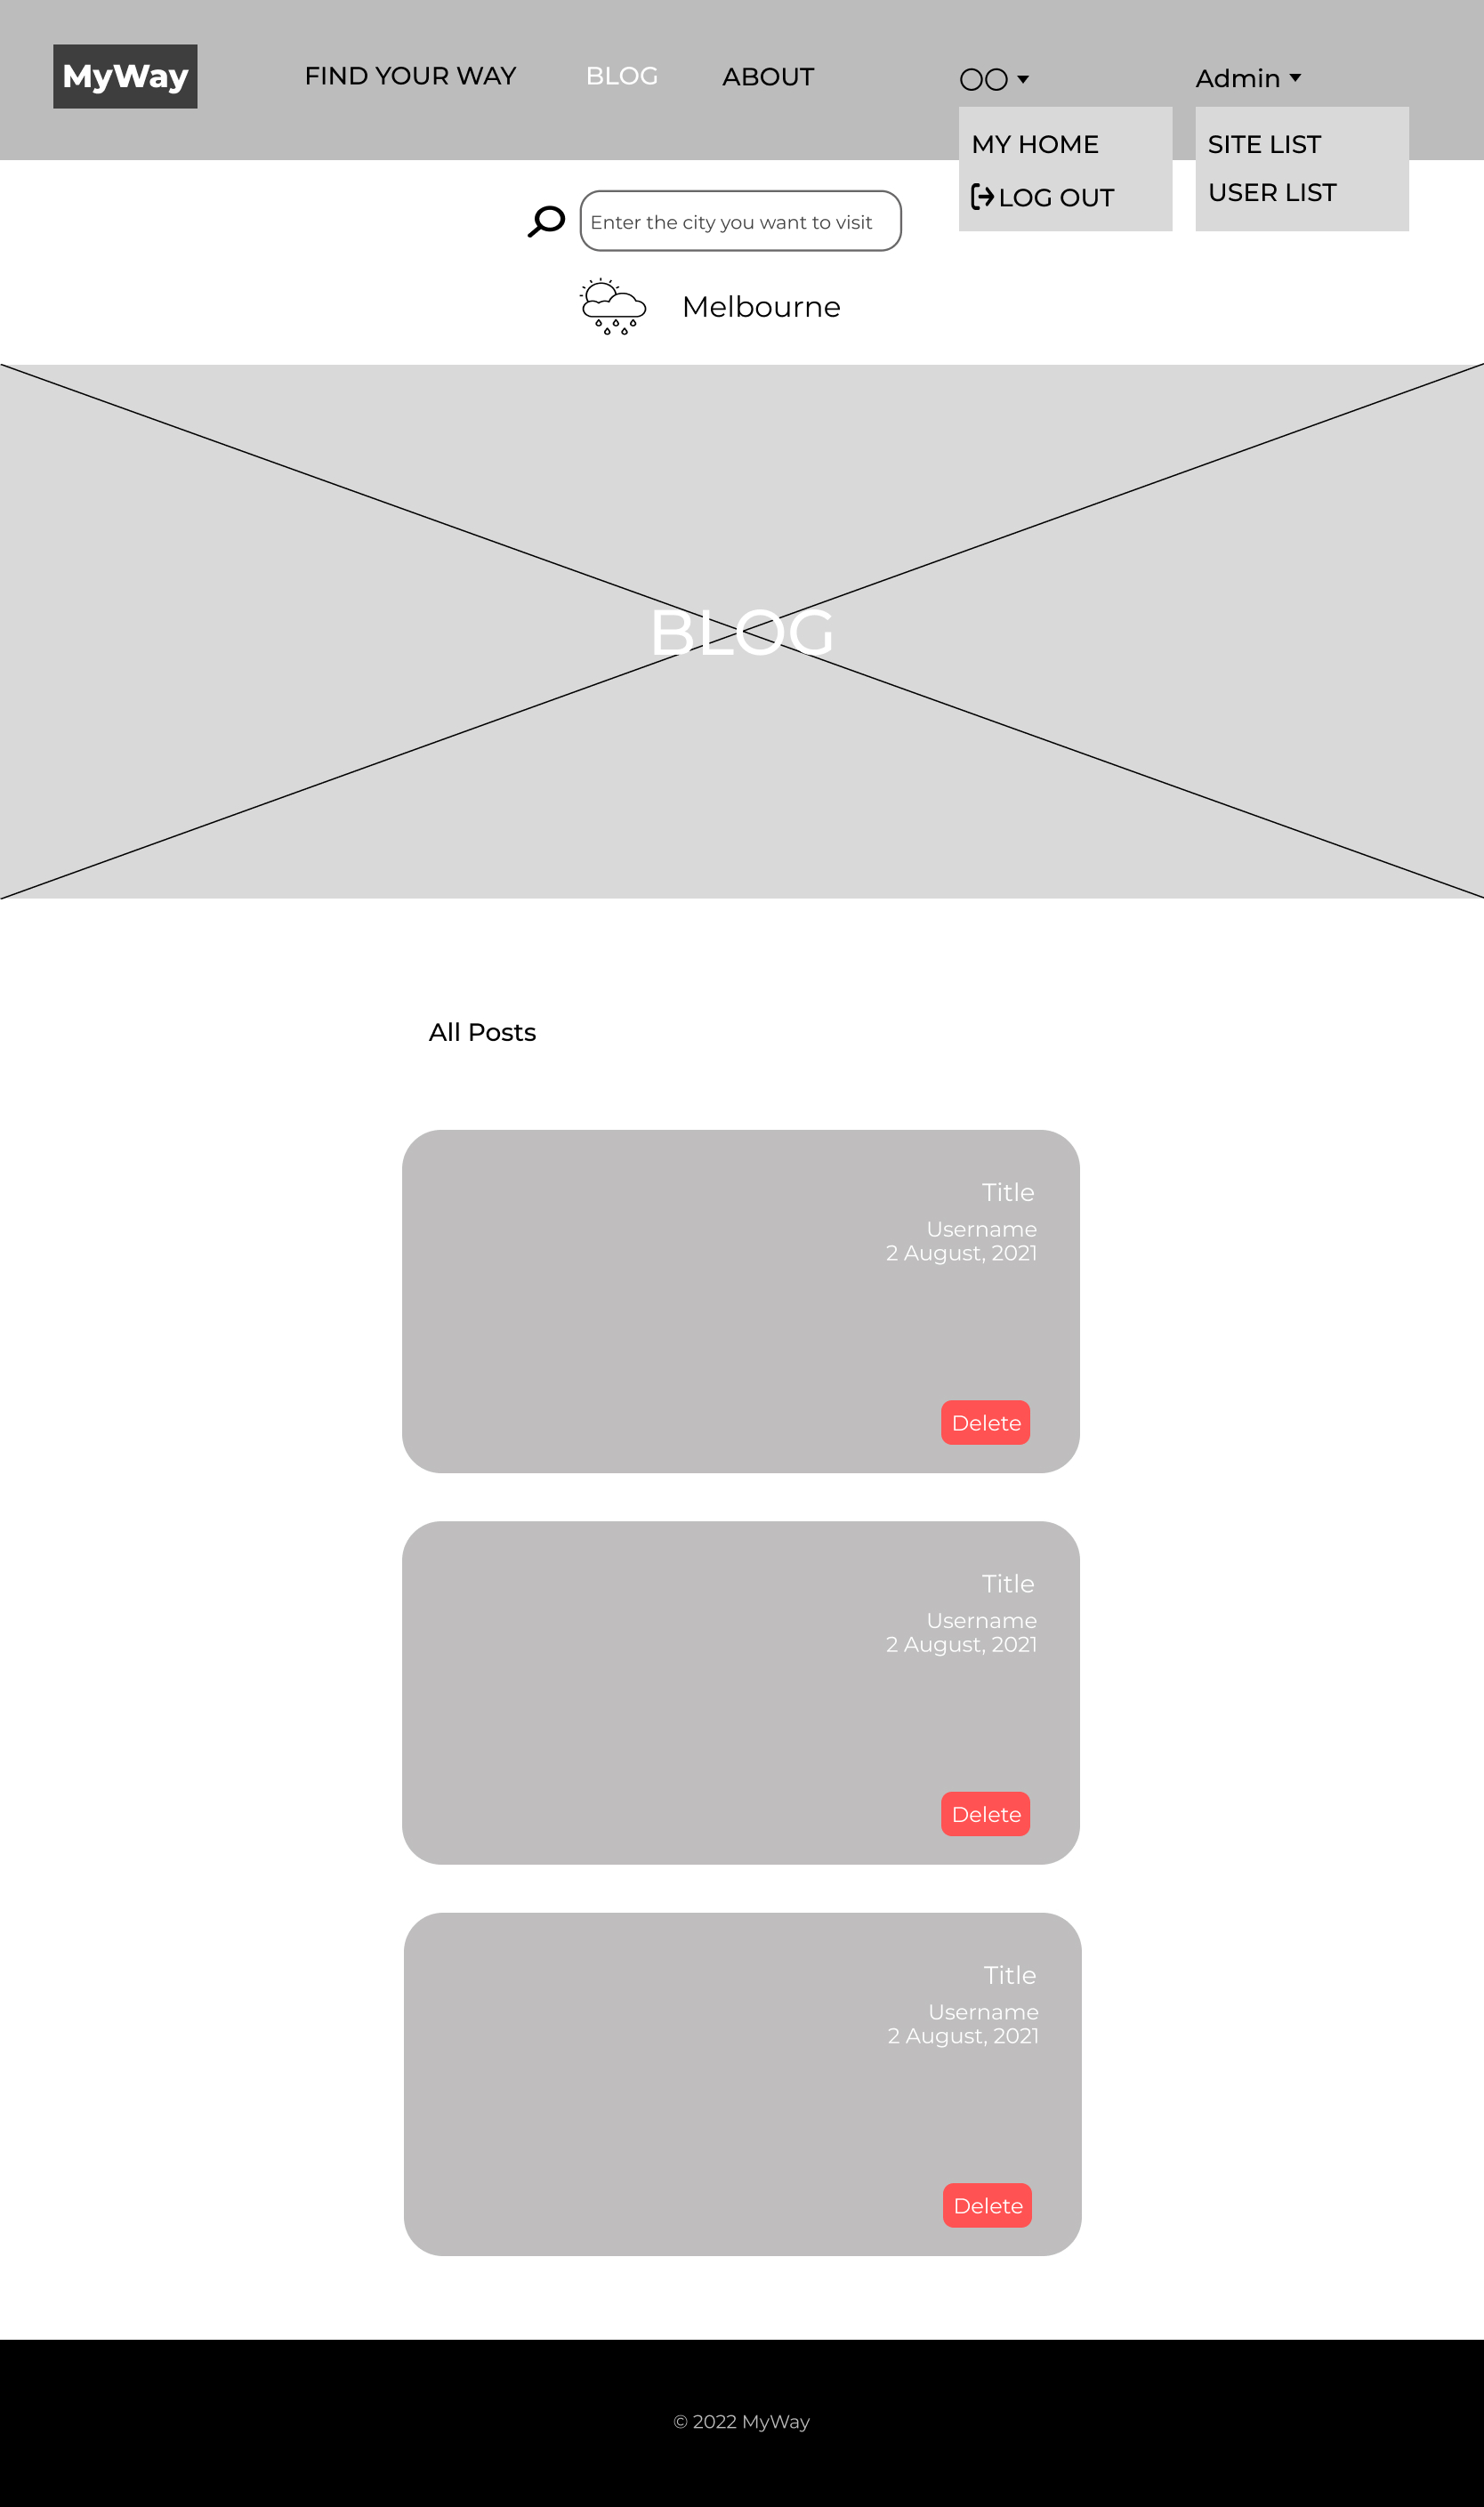 MyWay
FIND YOUR WAY
BLOG
ABOUT
〇〇
Admin
MY HOME
LOG OUT
SITE LIST
USER LIST
Enter the city you want to visit
Melbourne
BLOG
All Posts
Title
Username
2 August, 2021
Delete
Title
Username
2 August, 2021
Delete
Title
Username
2 August, 2021
Delete
© 2022 MyWay